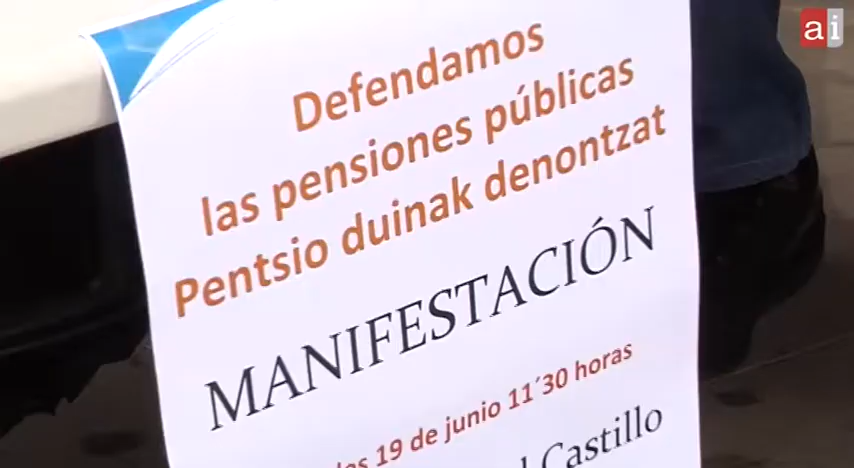 ai
Defendamos
las pensiones públicas
Pentsio duinak denontzat
MANIFESTACIÓN
19 de junio 11´30 horas
Castillo